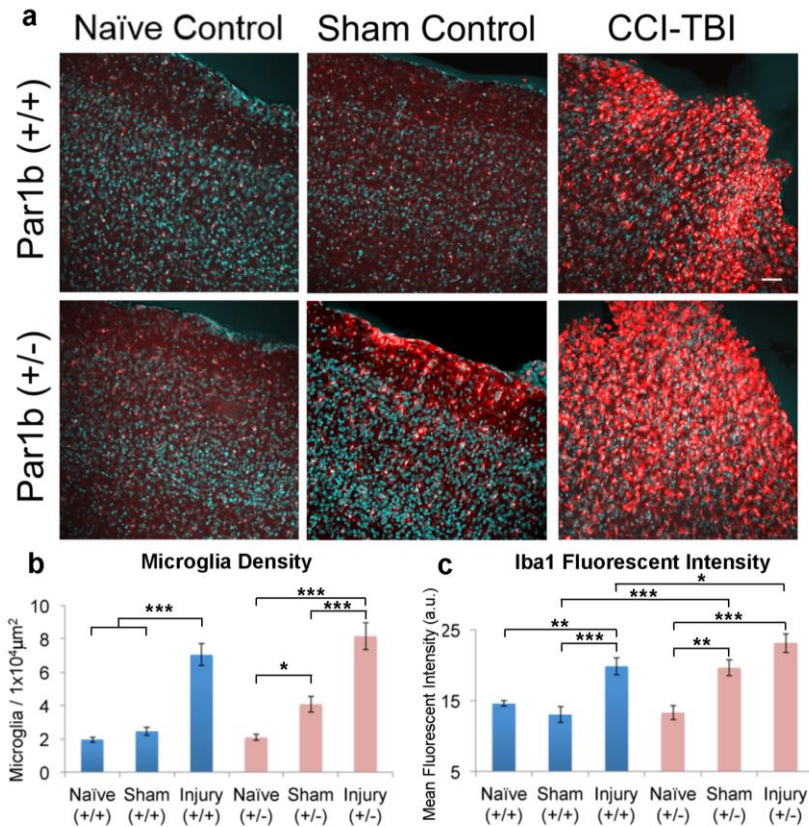 a
Naïve Control Sham Control CCI-TBI
Par1b (+/+)
Par1b (+/-)
b Microglia Density
Microglia / 1x10⁴µm²
10
8
6
4
2
0
***
***
***
*
Naïve Sham Injury Naïve Sham Injury
(+/+) (+/+) (+/+) (+/-) (+/-) (+/-)
c Iba1 Fluorescent Intensity
Mean Fluorescent Intensity (a.u.)
25
15
5
*
***
**
***
***
**
Naïve Sham Injury Naïve Sham Injury
(+/+) (+/+) (+/+) (+/-) (+/-) (+/-)